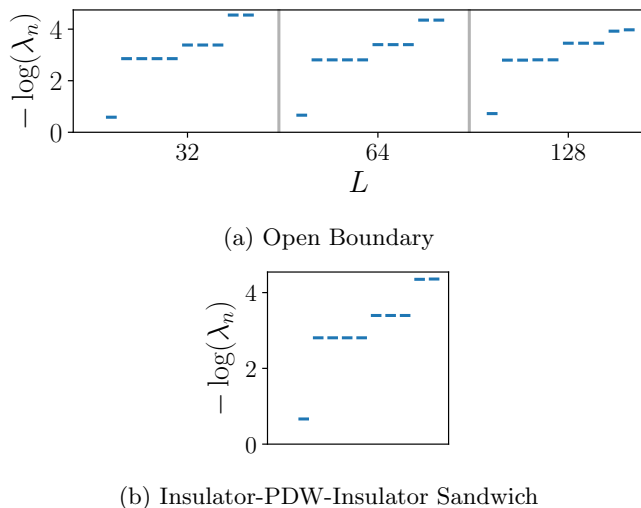 4
2
0
− log(λₙ)
32
64
128
L
(a) Open Boundary
4
2
0
− log(λₙ)
(b) Insulator-PDW-Insulator Sandwich